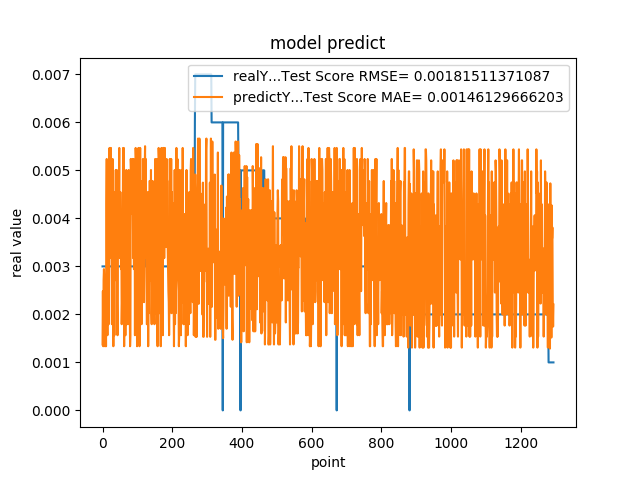 model predict
realY...Test Score RMSE= 0.00181511371087
predictY...Test Score MAE= 0.00146129666203
real value
0.007
0.006
0.005
0.004
0.003
0.002
0.001
0.000
0 200 400 600 800 1000 1200
point